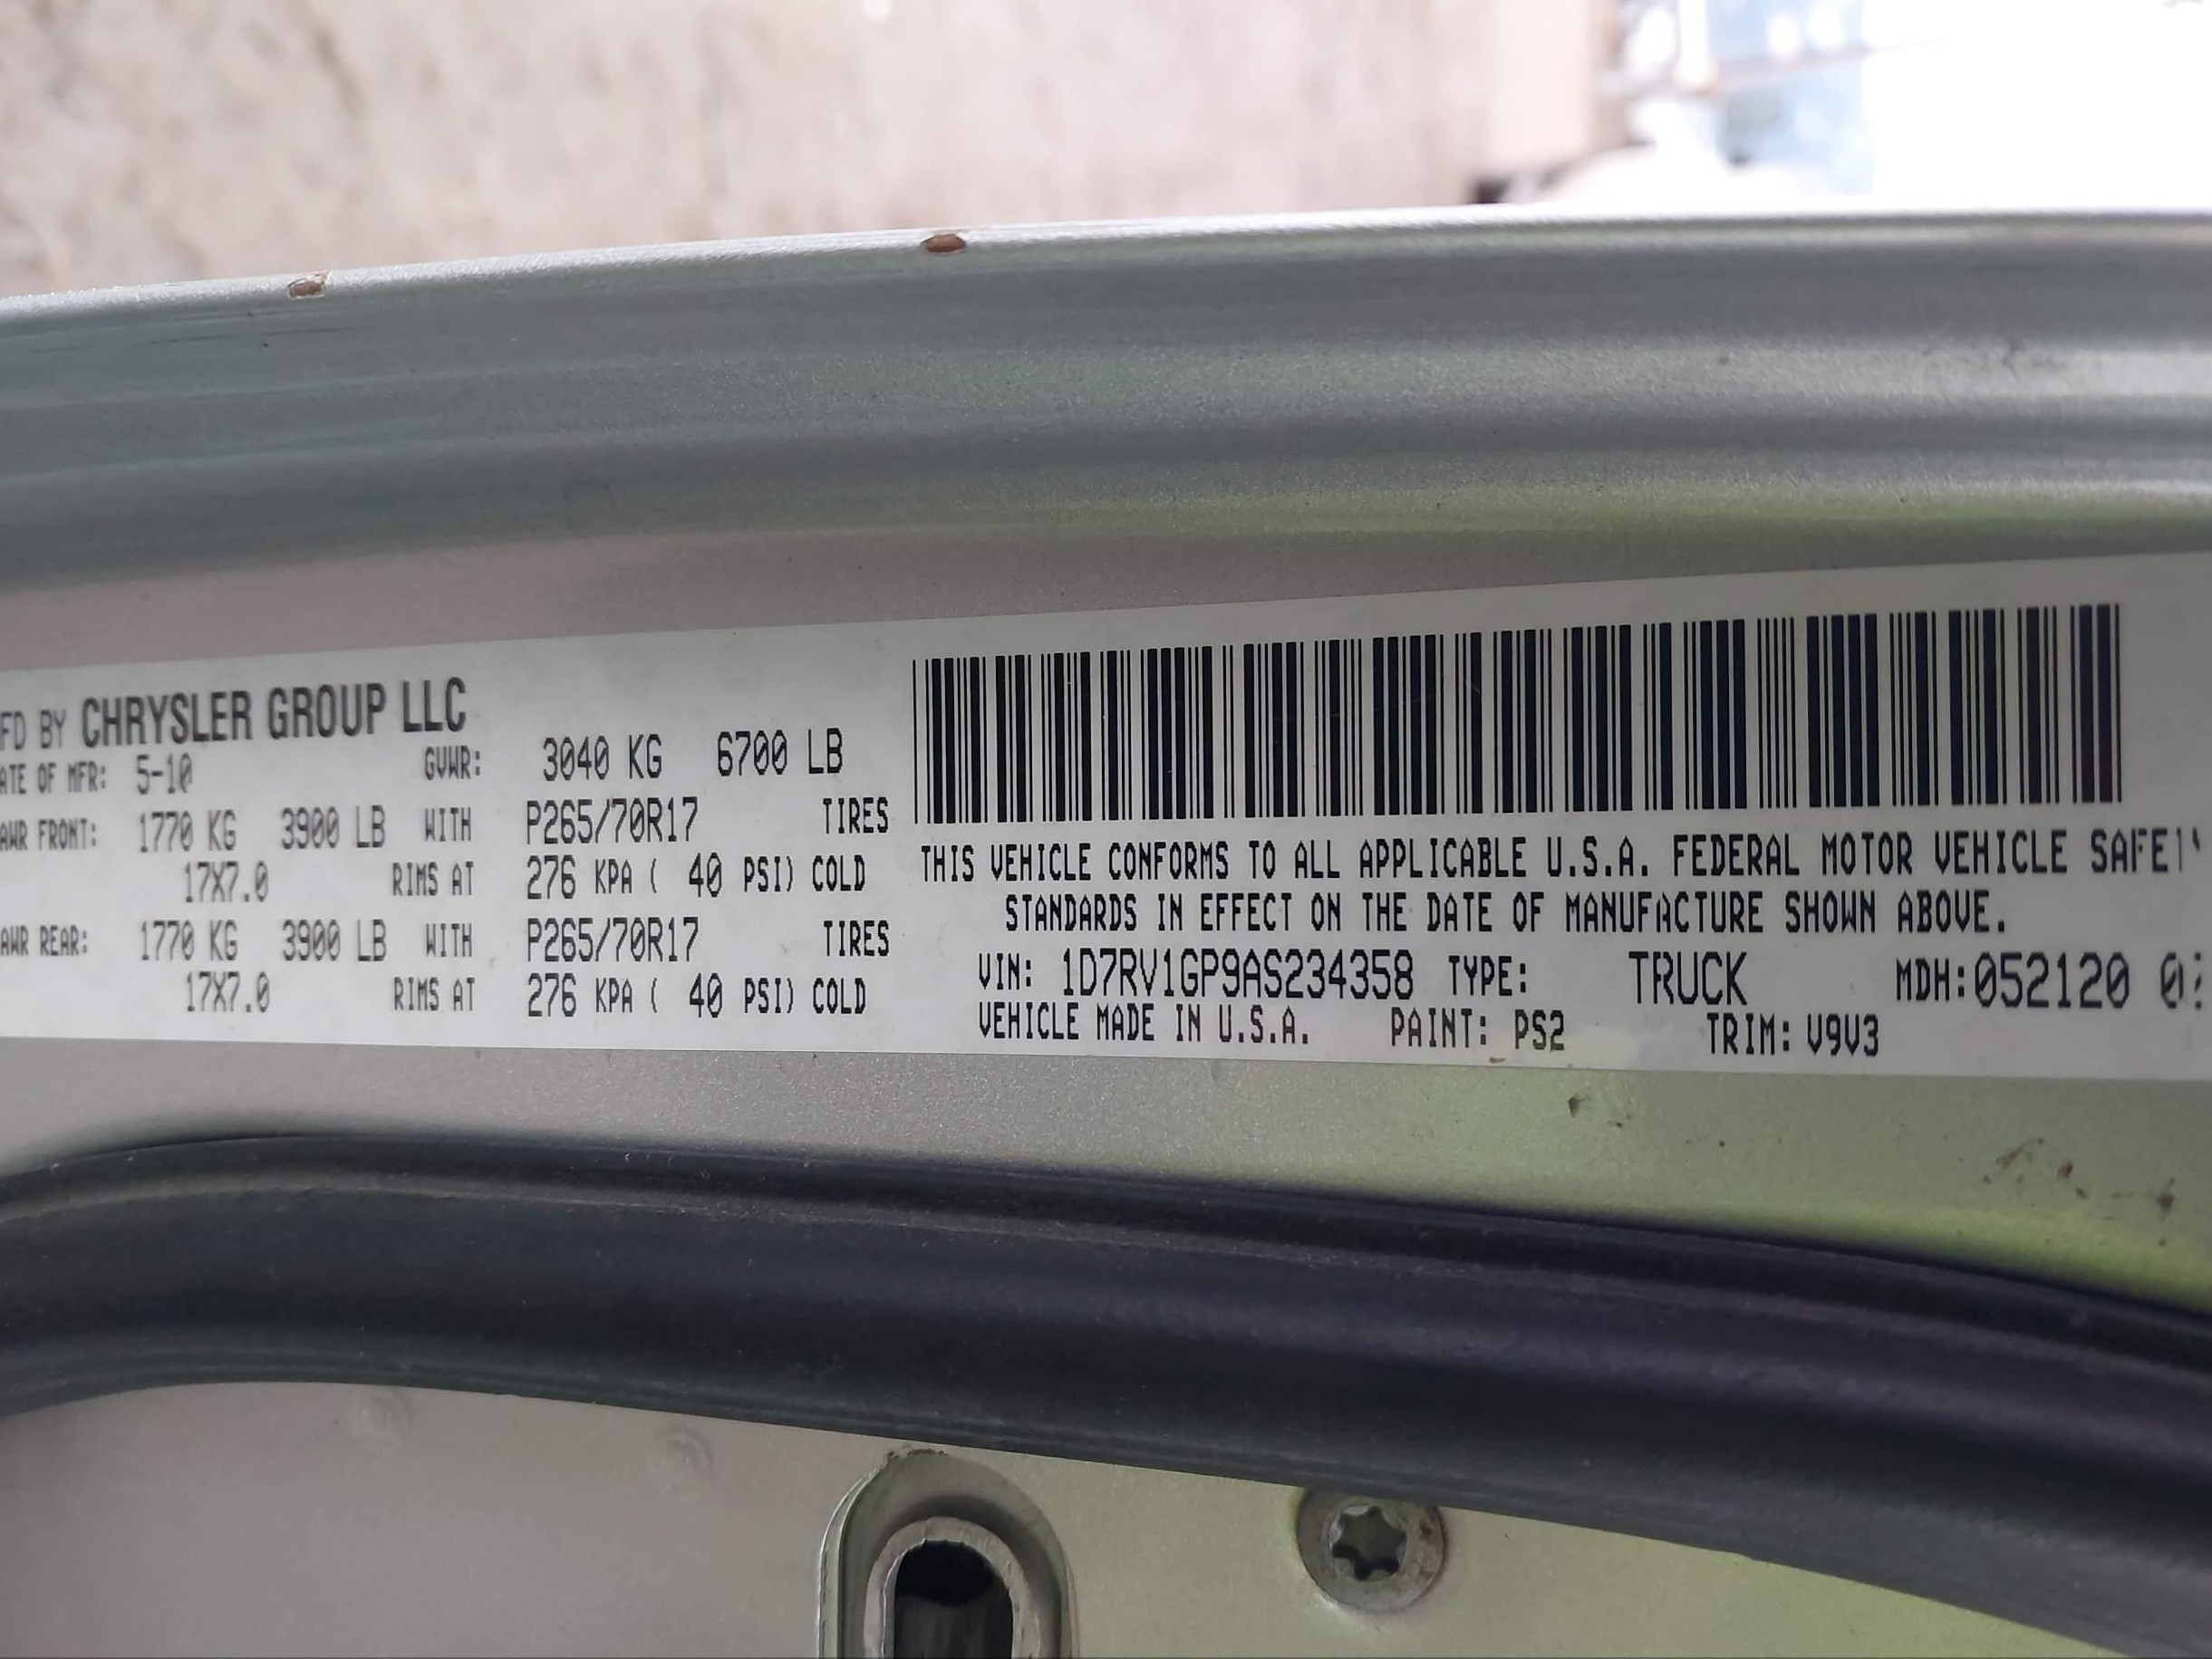 FD BY CHRYSLER GROUP LLC
ATE OF MFR: 5-10 GVWR: 3040 KG 6700 LB
AWR FRONT: 1770 KG 3900 LB WITH P265/70R17 TIRES
17X7.0 RIMS AT 276 KPA ( 40 PSI) COLD
AWR REAR: 1770 KG 3900 LB WITH P265/70R17 TIRES
17X7.0 RIMS AT 276 KPA ( 40 PSI) COLD
THIS VEHICLE CONFORMS TO ALL APPLICABLE U.S.A. FEDERAL MOTOR VEHICLE SAFETY
STANDARDS IN EFFECT ON THE DATE OF MANUFACTURE SHOWN ABOVE.
VIN: 1D7RV1GP9AS234358 TYPE: TRUCK MDH:052120 0
VEHICLE MADE IN U.S.A. PAINT: PS2 TRIM: V9V3